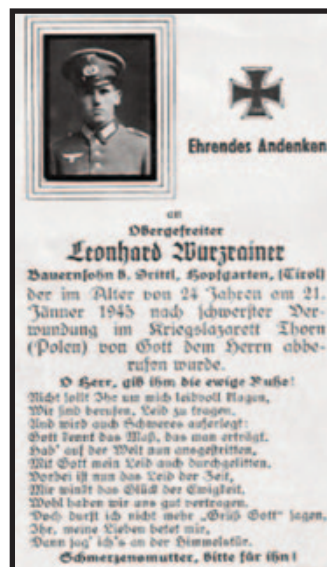 Ehrendes Andenken
an
Obergefreiter
Leonhard Wurzrainer
Bauernsohn b. Grittl, Hopfgarten, (Tirol)
der im Alter von 24 Jahren am 21.
Jänner 1945 nach schwerster Ver-
wundung im Kriegslazarett Thorn
(Polen) von Gott dem Herrn abbe-
rufen wurde.
O Herr, gib ihm die ewige Ruhe!
Nicht sollt Ihr um mich leidvoll klagen,
Wir sind berufen, Leid zu tragen.
Und wird auch Schweres auferlegt:
Gott kennt das Maß, das man erträgt.
Hab' auf der Welt nun ausgestritten,
Mit Gott mein Leid auch durchgelitten.
Vorbei ist nun das Leid der Zeit,
Mir winkt das Glück der Ewigkeit.
Wohl haben wir uns gut vertragen,
Doch durft ich nicht mehr „Grüß Gott" sagen,
Ihr, meine Lieben betet mir,
Dann sag' ich's an der Himmelstür.
Schmerzensmutter, bitte für ihn!